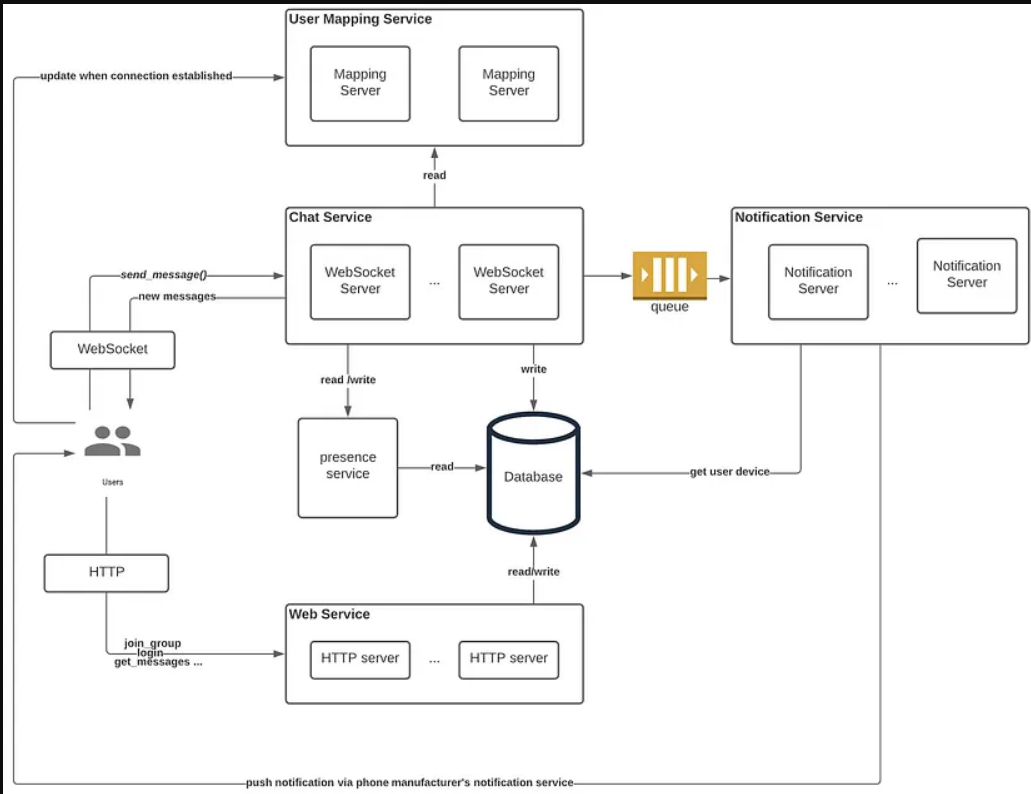 User Mapping Service
Mapping
Server
Mapping
Server
update when connection established
read
Chat Service
WebSocket
Server
...
WebSocket
Server
send_message()
new messages
WebSocket
queue
Notification Service
Notification
Server
...
Notification
Server
read /write
write
presence
service
read
Database
get user device
Users
HTTP
read/write
join_group
login
get_messages ...
Web Service
HTTP server
...
HTTP server
push notification via phone manufacturer's notification service